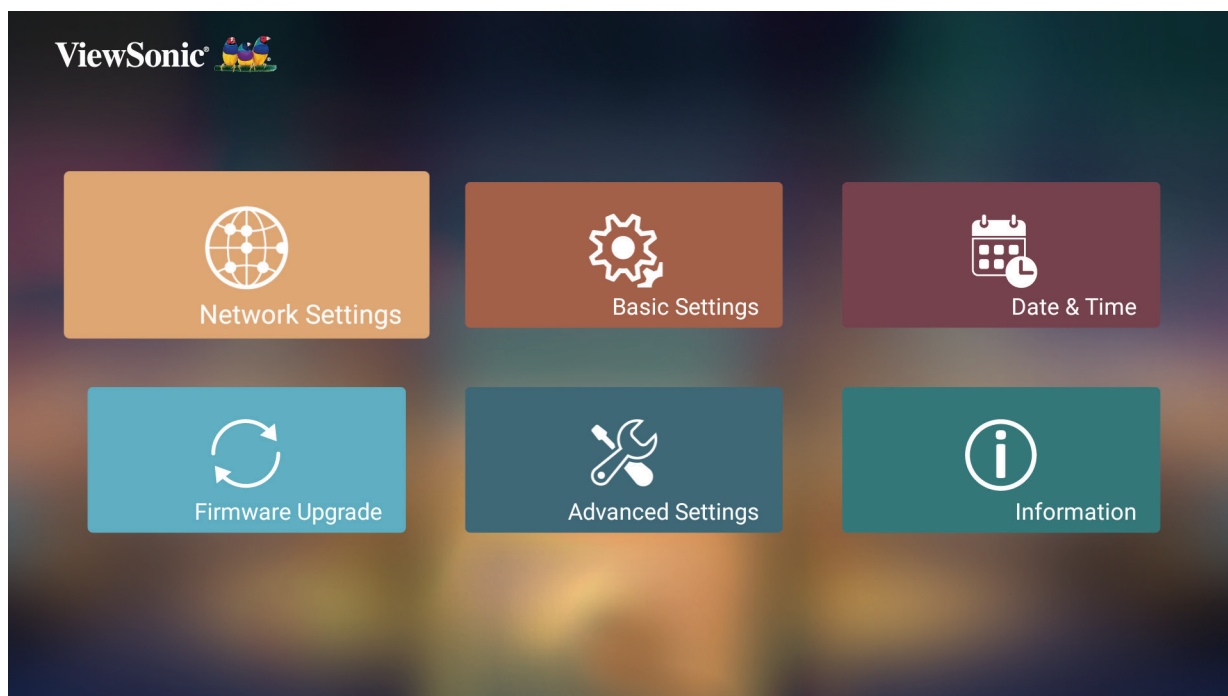 ViewSonic®
Network Settings
Basic Settings
Date & Time
Firmware Upgrade
Advanced Settings
Information